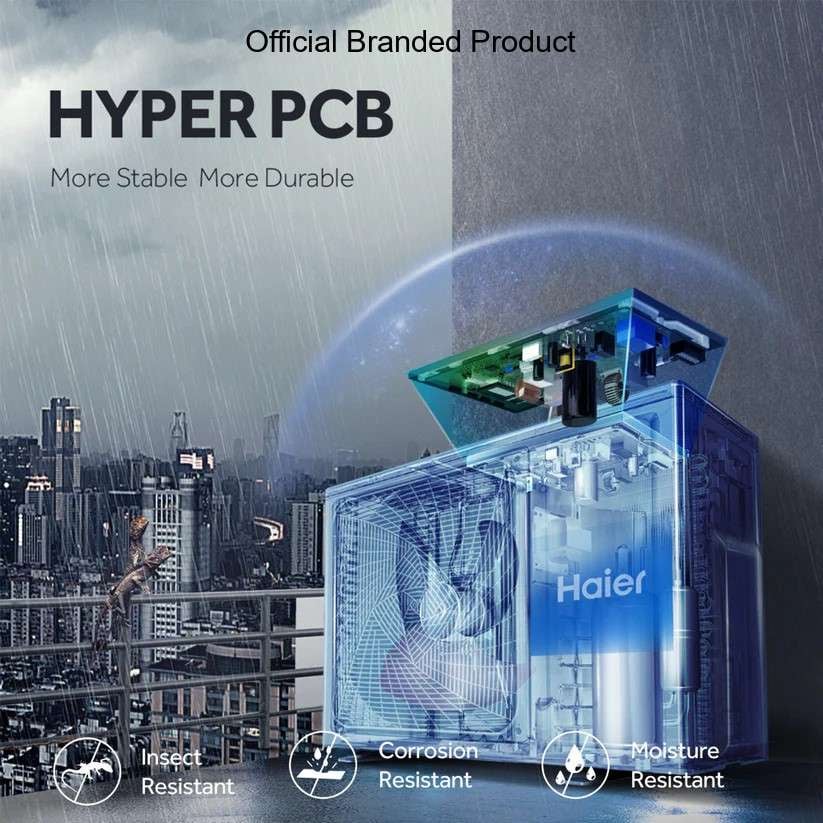 Official Branded Product
HYPER PCB
More Stable More Durable
Haier
Insect
Resistant
Corrosion
Resistant
Moisture
Resistant